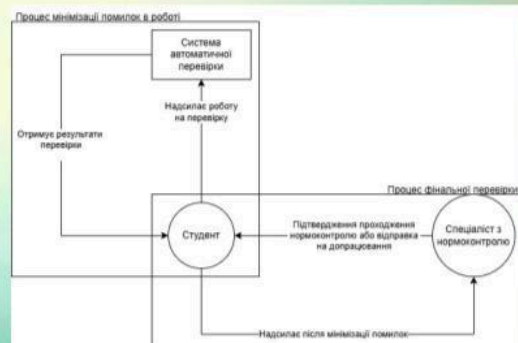 Процес мінімізації помилок в роботі
Система
автоматичної
перевірки
Надсилає роботу
на перевірку
Отримує результати
перевірки
Процес фінальної перевірки
Студент
Підтвердження проходження
нормоконтролю або відправка
на допрацювання
Спеціаліст з
нормоконтролю
Надсилає після мінімізації помилок